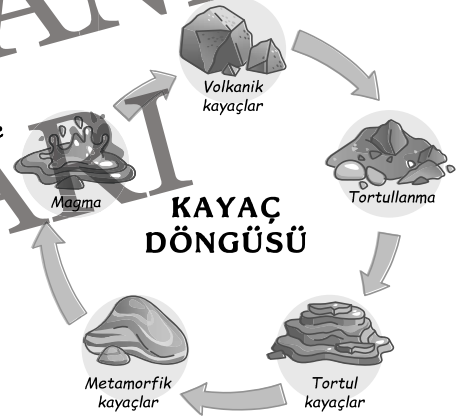 Volkanik
kayaçlar
Magma
Tortullanma
KAYAÇ
DÖNGÜSÜ
Metamorfik
kayaçlar
Tortul
kayaçlar